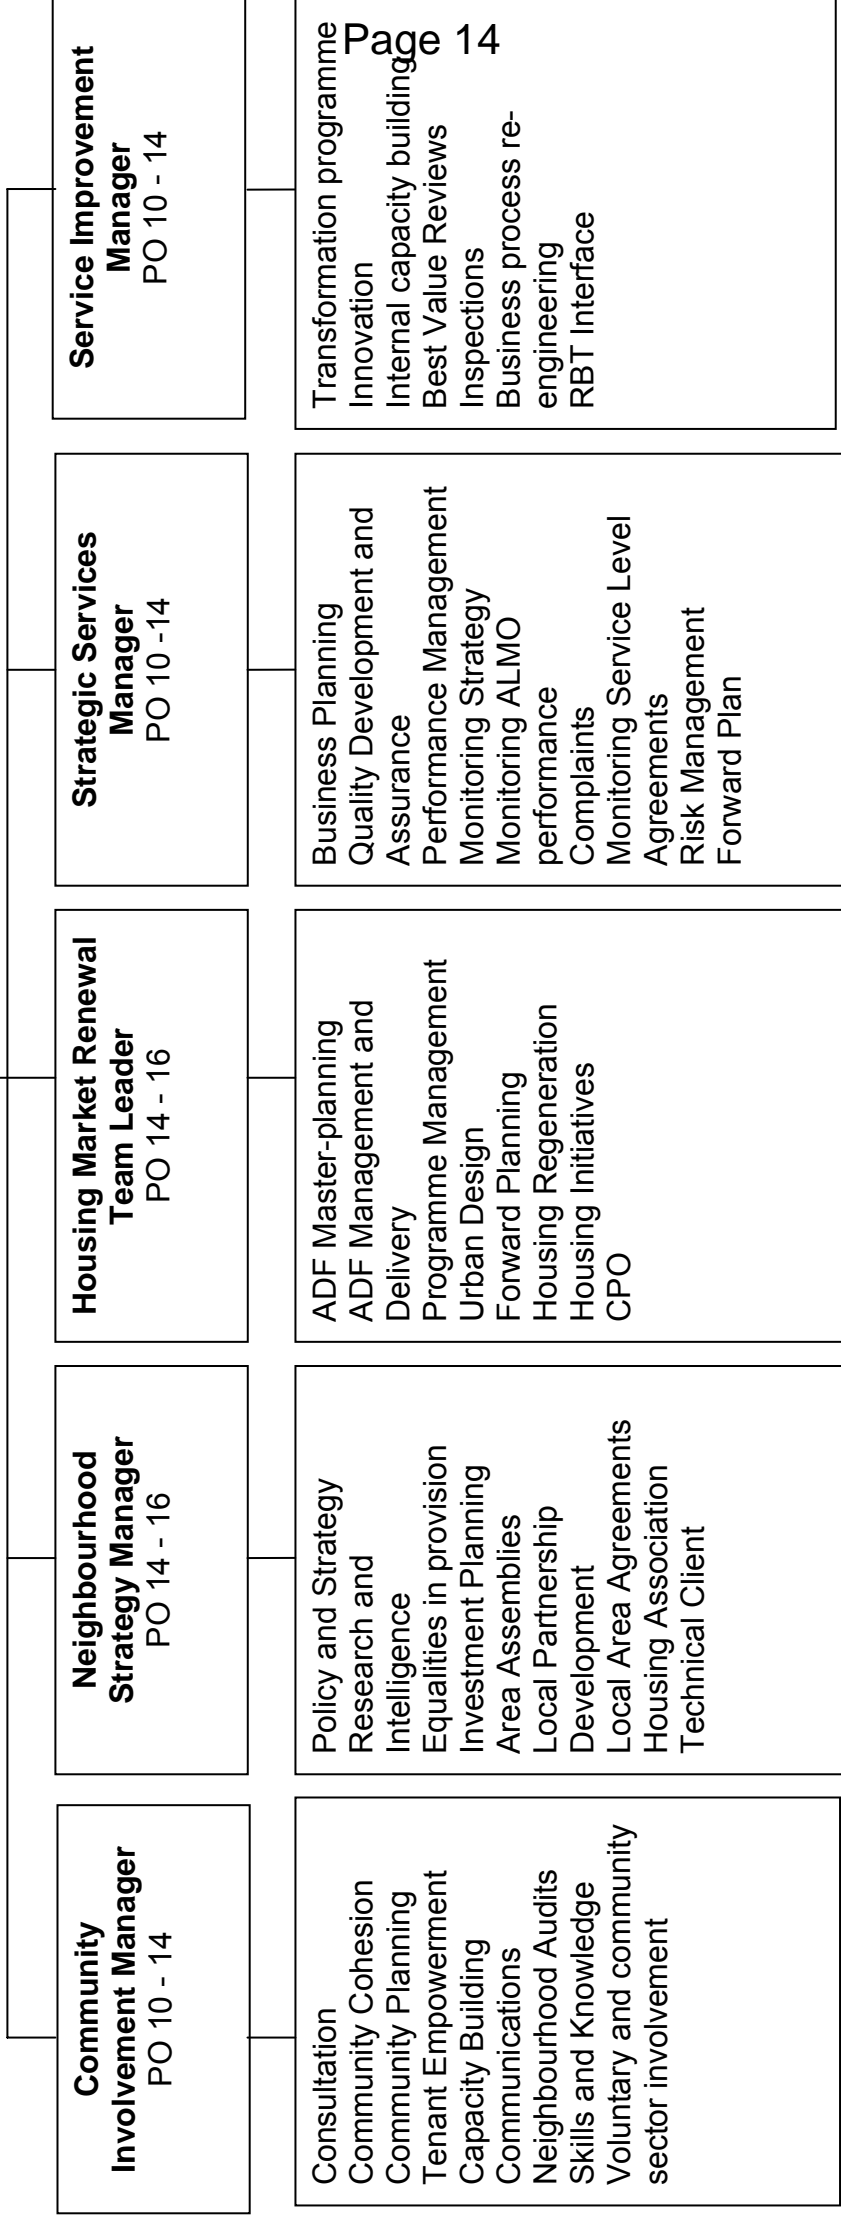 Page 14
Community
Involvement Manager
PO 10 - 14
Consultation
Community Cohesion
Community Planning
Tenant Empowerment
Capacity Building
Communications
Neighbourhood Audits
Skills and Knowledge
Voluntary and community
sector involvement
Neighbourhood
Strategy Manager
PO 14 - 16
Policy and Strategy
Research and
Intelligence
Equalities in provision
Investment Planning
Area Assemblies
Local Partnership
Development
Local Area Agreements
Housing Association
Technical Client
Housing Market Renewal
Team Leader
PO 14 - 16
ADF Master-planning
ADF Management and
Delivery
Programme Management
Urban Design
Forward Planning
Housing Regeneration
Housing Initiatives
CPO
Strategic Services
Manager
PO 10 -14
Business Planning
Quality Development and
Assurance
Performance Management
Monitoring Strategy
Monitoring ALMO
performance
Complaints
Monitoring Service Level
Agreements
Risk Management
Forward Plan
Service Improvement
Manager
PO 10 - 14
Transformation programme
Innovation
Internal capacity building
Best Value Reviews
Inspections
Business process re-
engineering
RBT Interface